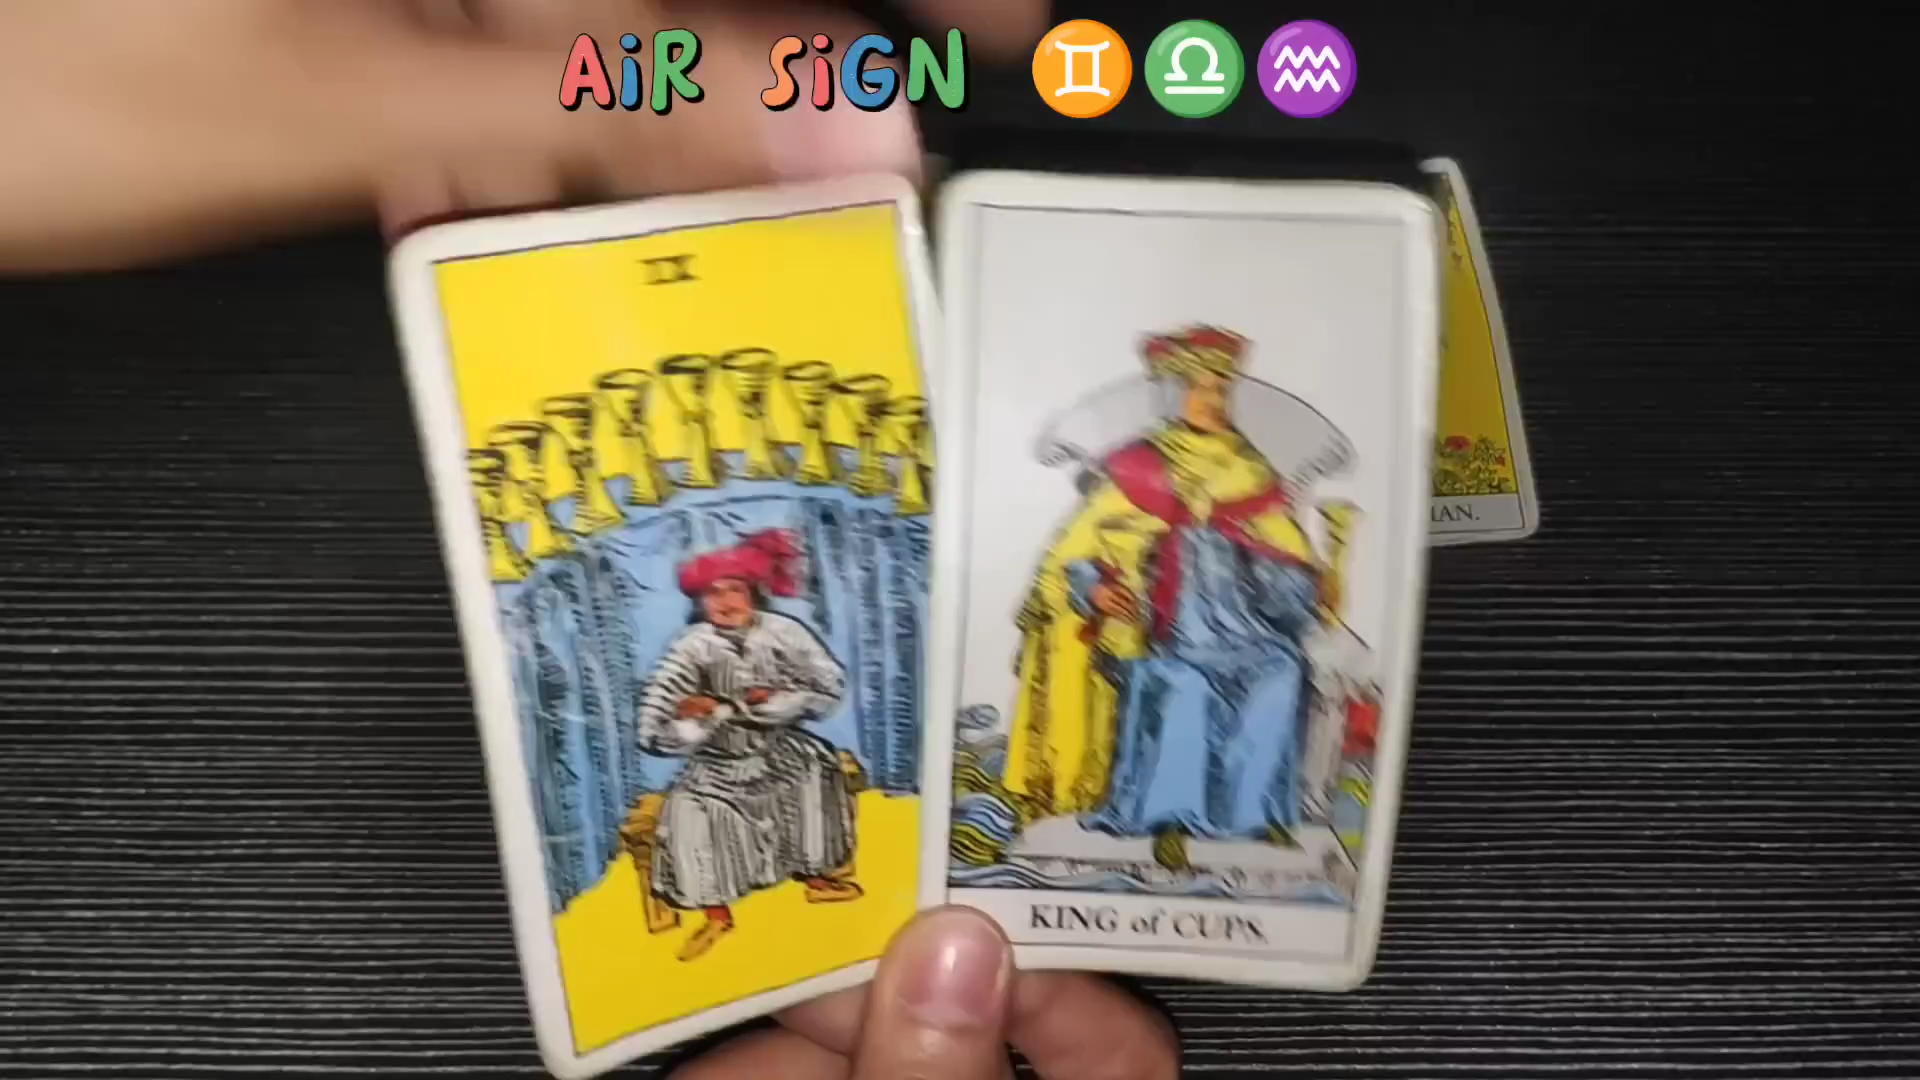 AiR SiGN ♊♎♒
IX
KING of CUPS.